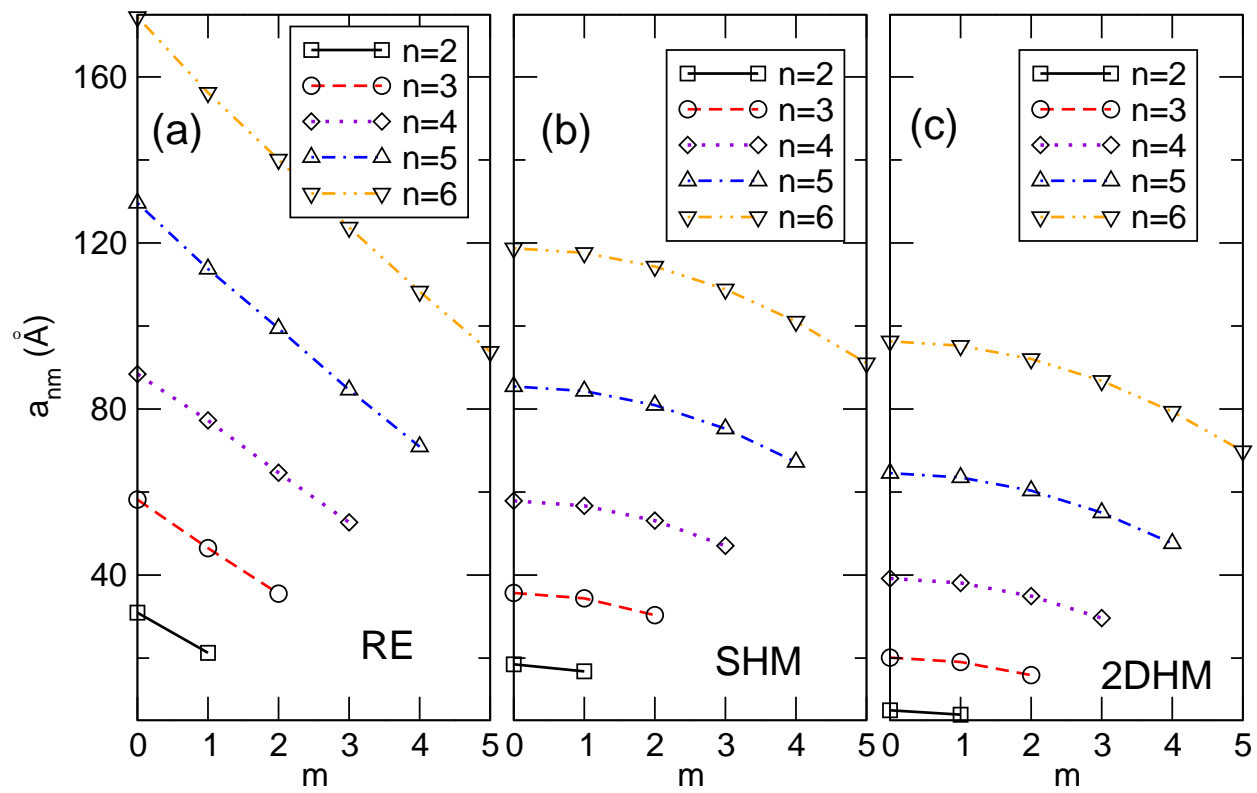 a_nm (Å)
160
120
80
40
(a)
n=2
n=3
n=4
n=5
n=6
RE
0 1 2 3 4 5
m
(b)
n=2
n=3
n=4
n=5
n=6
SHM
0 1 2 3 4 5
m
(c)
n=2
n=3
n=4
n=5
n=6
2DHM
0 1 2 3 4 5
m